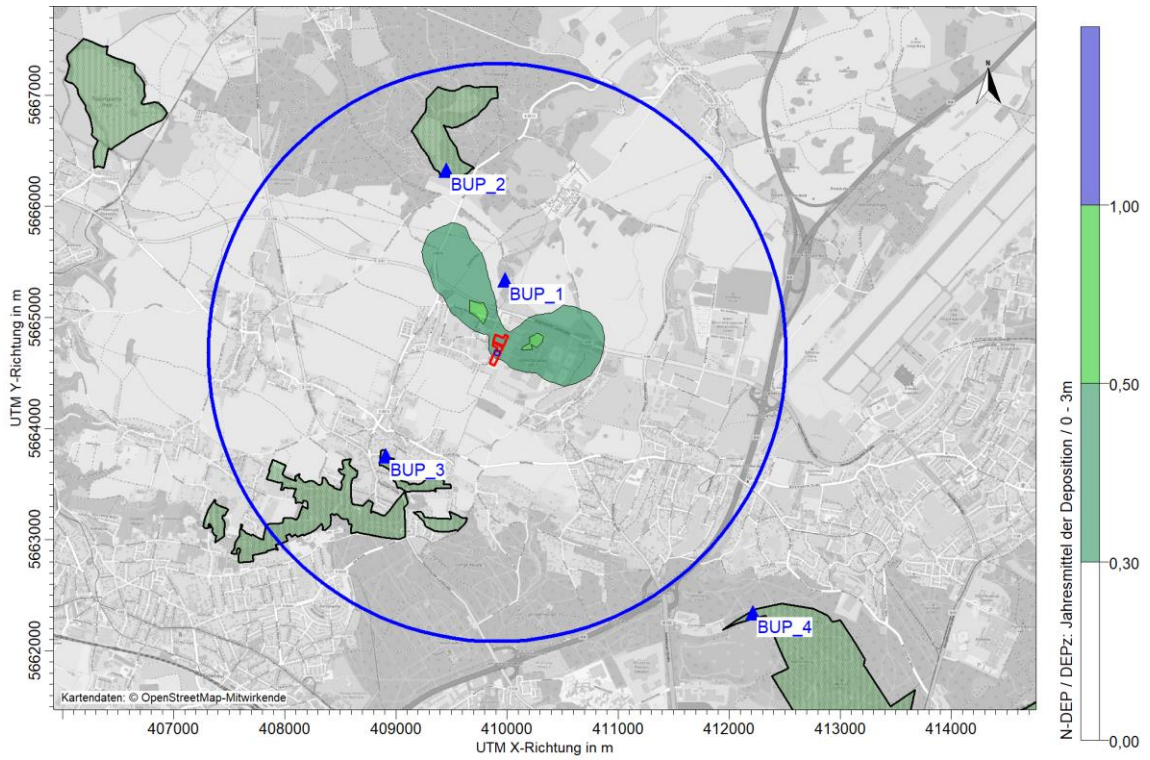 5667000
5666000
5665000
5664000
5663000
5662000
UTM Y-Richtung in m
N
BUP_2
BUP_1
BUP_3
BUP_4
Kartendaten: © OpenStreetMap-Mitwirkende
407000
408000
409000
410000
411000
412000
413000
414000
UTM X-Richtung in m
N-DEP / DEPz: Jahresmittel der Deposition / 0 - 3m
1,00
0,50
0,30
0,00